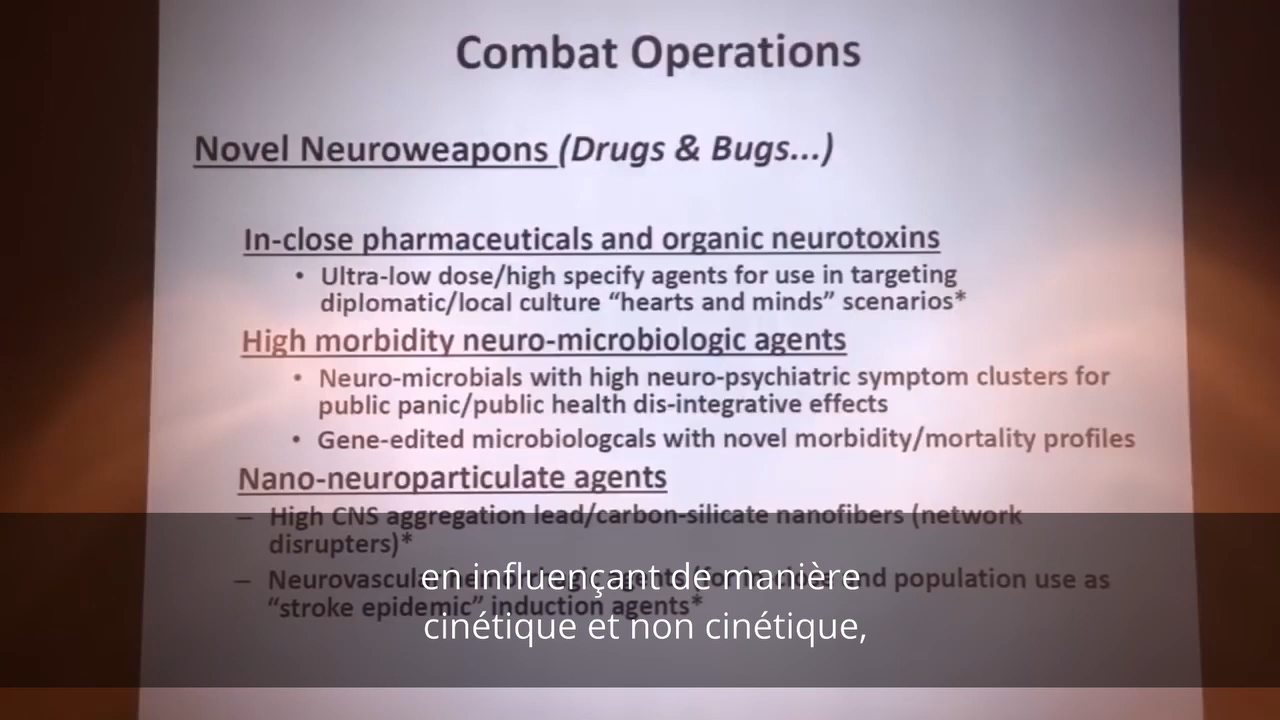 Combat Operations
Novel Neuroweapons (Drugs & Bugs...)
In-close pharmaceuticals and organic neurotoxins
• Ultra-low dose/high specify agents for use in targeting
diplomatic/local culture “hearts and minds” scenarios*
High morbidity neuro-microbiologic agents
• Neuro-microbials with high neuro-psychiatric symptom clusters for
public panic/public health dis-integrative effects
• Gene-edited microbiologcals with novel morbidity/mortality profiles
Nano-neuroparticulate agents
– High CNS aggregation lead/carbon-silicate nanofibers (network
disrupters)*
– Neurovascular and population use as
“stroke epidemic” induction agents*
en influençant de manière
cinétique et non cinétique,